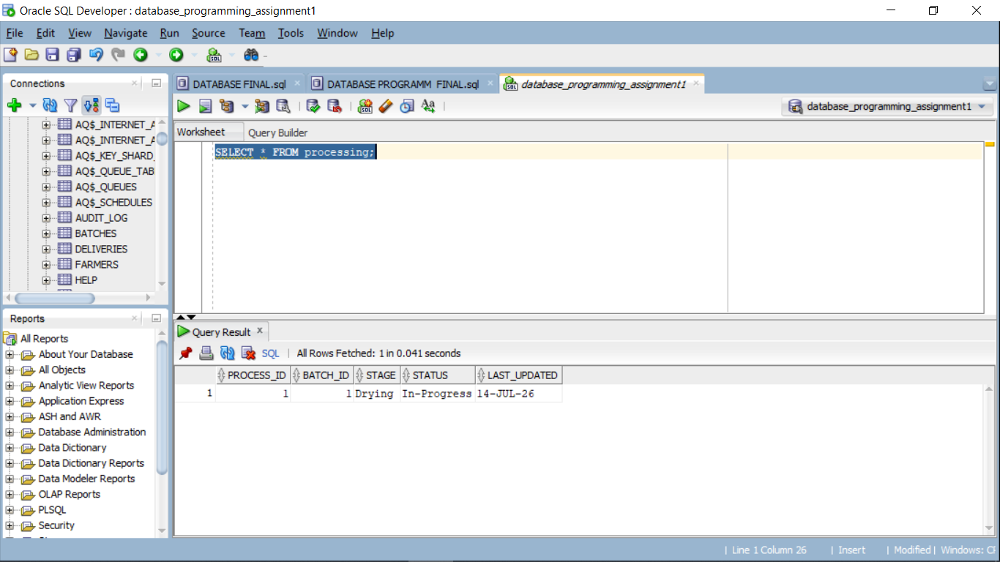 Oracle SQL Developer : database_programming_assignment1
File Edit View Navigate Run Source Team Tools Window Help
Connections
AQ$_INTERNET_A
AQ$_INTERNET_A
AQ$_KEY_SHARD_
AQ$_QUEUE_TAB
AQ$_QUEUES
AQ$_SCHEDULES
AUDIT_LOG
BATCHES
DELIVERIES
FARMERS
HELP
Reports
All Reports
About Your Database
All Objects
Analytic View Reports
Application Express
ASH and AWR
Database Administration
Data Dictionary
Data Dictionary Reports
Data Modeler Reports
OLAP Reports
PLSQL
Security
DATABASE FINAL.sql DATABASE PROGRAMM FINAL.sql database_programming_assignment1
database_programming_assignment1
Worksheet Query Builder
SELECT * FROM processing;
Query Result
SQL | All Rows Fetched: 1 in 0.041 seconds
PROCESS_ID BATCH_ID STAGE STATUS LAST_UPDATED
1 1 1 Drying In-Progress 14-JUL-26
| Line 1 Column 26 | Insert | Modified | Windows: CF